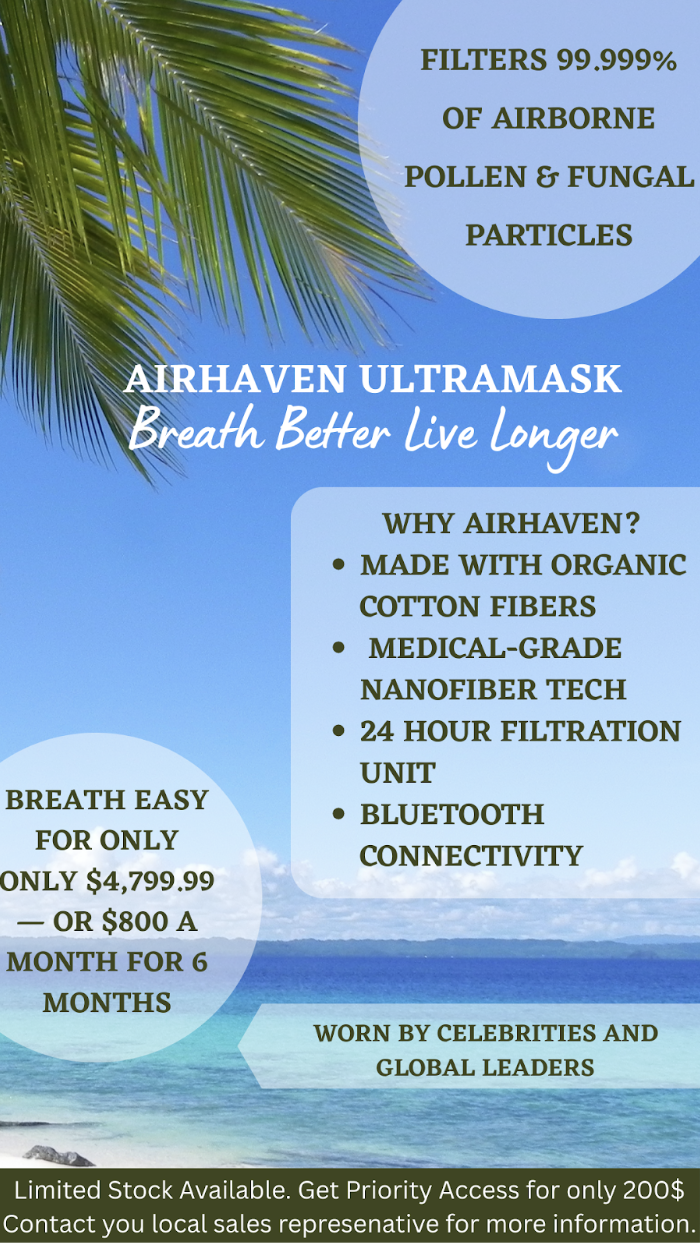 FILTERS 99.999%
OF AIRBORNE
POLLEN & FUNGAL
PARTICLES
AIRHAVEN ULTRAMASK
Breath Better Live Longer
WHY AIRHAVEN?
• MADE WITH ORGANIC
COTTON FIBERS
• MEDICAL-GRADE
NANOFIBER TECH
• 24 HOUR FILTRATION
UNIT
• BLUETOOTH
CONNECTIVITY
BREATH EASY
FOR ONLY
ONLY $4,799.99
— OR $800 A
MONTH FOR 6
MONTHS
WORN BY CELEBRITIES AND
GLOBAL LEADERS
Limited Stock Available. Get Priority Access for only 200$
Contact you local sales represenative for more information.